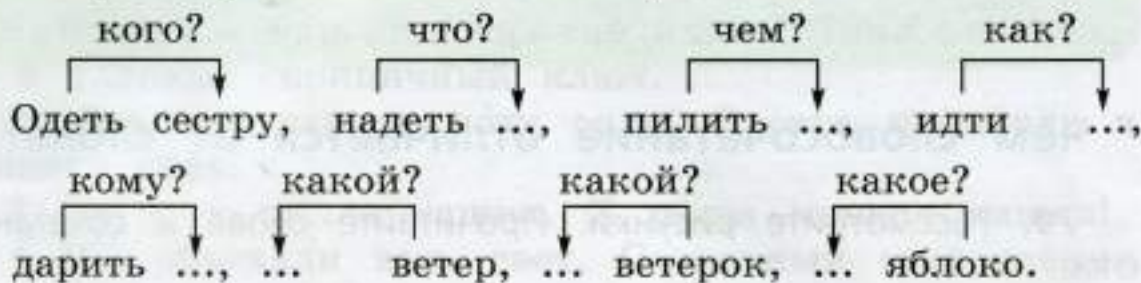 кого? что? чем? как?
Одеть сестру, надеть ..., пилить ..., идти ...,
кому? какой? какой? какое?
дарить ..., ... ветер, ... ветерок, ... яблоко.